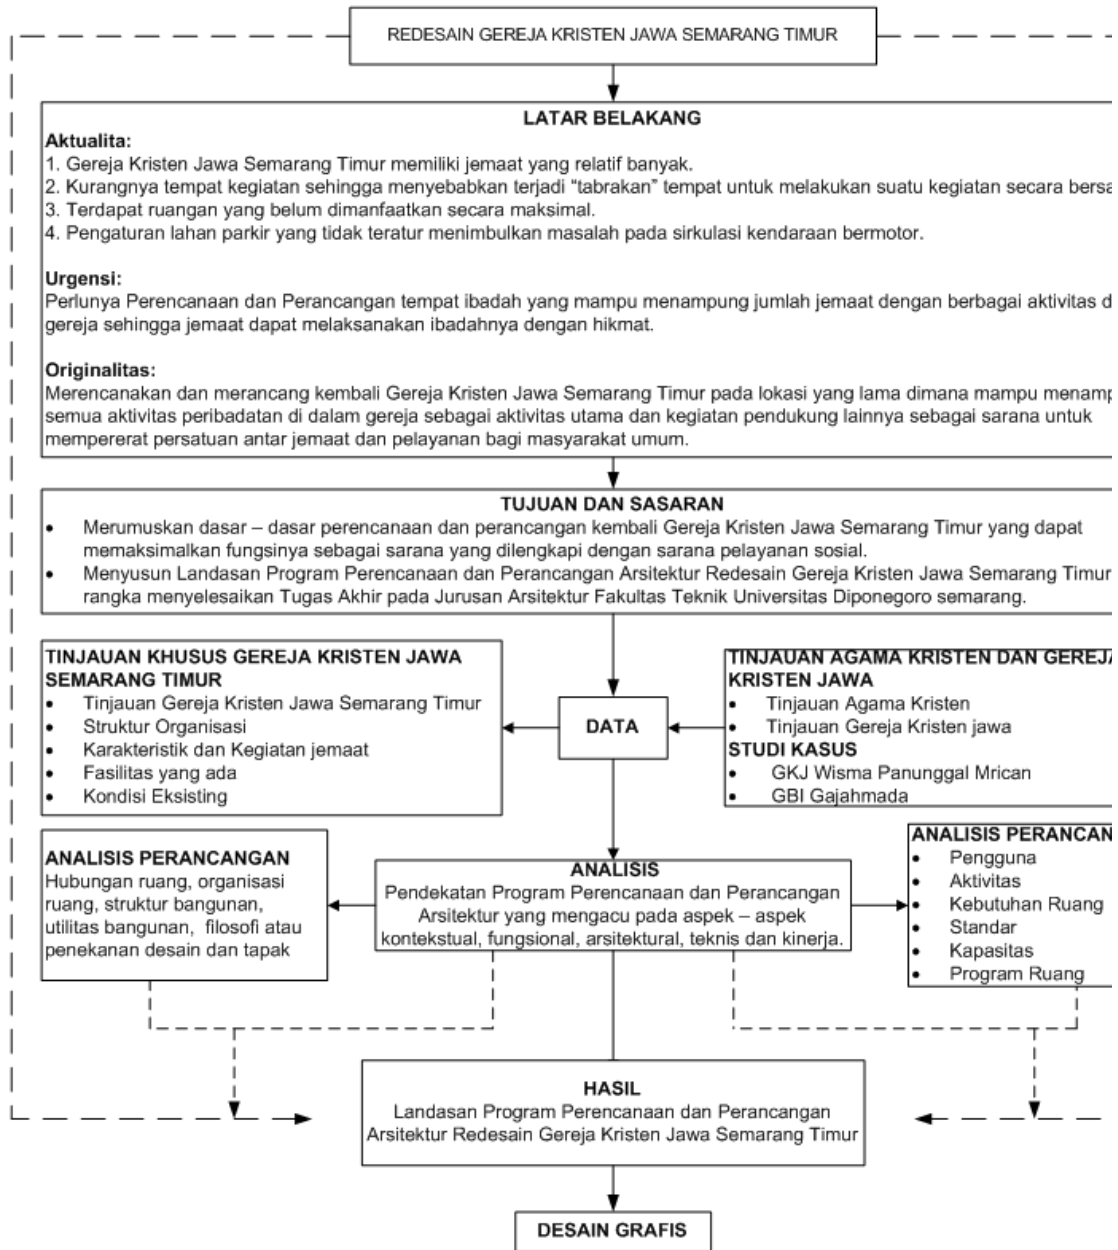 REDESAIN GEREJA KRISTEN JAWA SEMARANG TIMUR
LATAR BELAKANG
Aktualita:
1. Gereja Kristen Jawa Semarang Timur memiliki jemaat yang relatif banyak.
2. Kurangnya tempat kegiatan sehingga menyebabkan terjadi “tabrakan” tempat untuk melakukan suatu kegiatan secara bersa
3. Terdapat ruangan yang belum dimanfaatkan secara maksimal.
4. Pengaturan lahan parkir yang tidak teratur menimbulkan masalah pada sirkulasi kendaraan bermotor.
Urgensi:
Perlunya Perencanaan dan Perancangan tempat ibadah yang mampu menampung jumlah jemaat dengan berbagai aktivitas d
gereja sehingga jemaat dapat melaksanakan ibadahnya dengan hikmat.
Originalitas:
Merencanakan dan merancang kembali Gereja Kristen Jawa Semarang Timur pada lokasi yang lama dimana mampu menamp
semua aktivitas peribadatan di dalam gereja sebagai aktivitas utama dan kegiatan pendukung lainnya sebagai sarana untuk
mempererat persatuan antar jemaat dan pelayanan bagi masyarakat umum.
TUJUAN DAN SASARAN
• Merumuskan dasar – dasar perencanaan dan perancangan kembali Gereja Kristen Jawa Semarang Timur yang dapat
memaksimalkan fungsinya sebagai sarana yang dilengkapi dengan sarana pelayanan sosial.
• Menyusun Landasan Program Perencanaan dan Perancangan Arsitektur Redesain Gereja Kristen Jawa Semarang Timur
rangka menyelesaikan Tugas Akhir pada Jurusan Arsitektur Fakultas Teknik Universitas Diponegoro semarang.
TINJAUAN KHUSUS GEREJA KRISTEN JAWA
SEMARANG TIMUR
• Tinjauan Gereja Kristen Jawa Semarang Timur
• Struktur Organisasi
• Karakteristik dan Kegiatan jemaat
• Fasilitas yang ada
• Kondisi Eksisting
DATA
TINJAUAN AGAMA KRISTEN DAN GEREJA
KRISTEN JAWA
• Tinjauan Agama Kristen
• Tinjauan Gereja Kristen jawa
STUDI KASUS
• GKJ Wisma Panunggal Mrican
• GBI Gajahmada
ANALISIS PERANCANGAN
Hubungan ruang, organisasi
ruang, struktur bangunan,
utilitas bangunan, filosofi atau
penekanan desain dan tapak
ANALISIS
Pendekatan Program Perencanaan dan Perancangan
Arsitektur yang mengacu pada aspek – aspek
kontekstual, fungsional, arsitektural, teknis dan kinerja.
ANALISIS PERANCAN
• Pengguna
• Aktivitas
• Kebutuhan Ruang
• Standar
• Kapasitas
• Program Ruang
HASIL
Landasan Program Perencanaan dan Perancangan
Arsitektur Redesain Gereja Kristen Jawa Semarang Timur
DESAIN GRAFIS